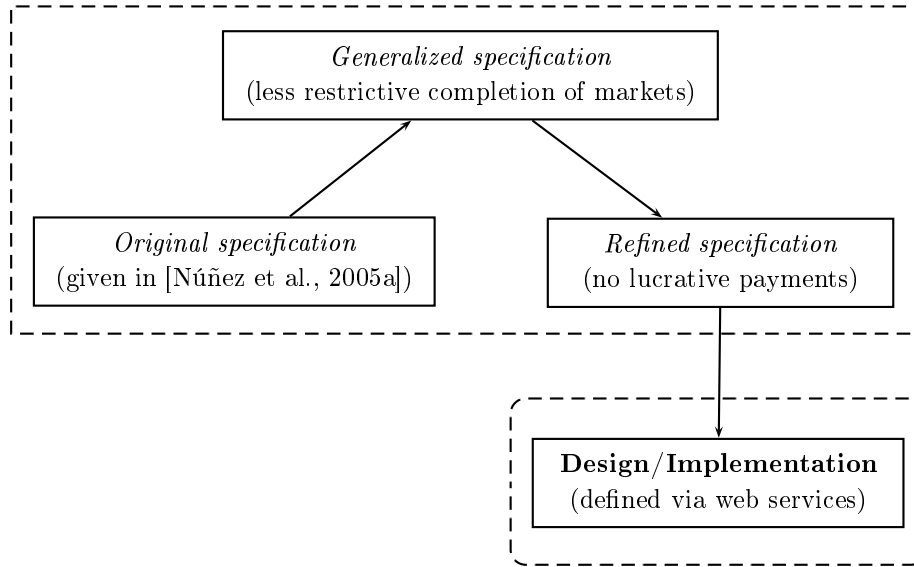 Generalized specification
(less restrictive completion of markets)
Original specification
(given in [Núñez et al., 2005a])
Refined specification
(no lucrative payments)
Design/Implementation
(defined via web services)